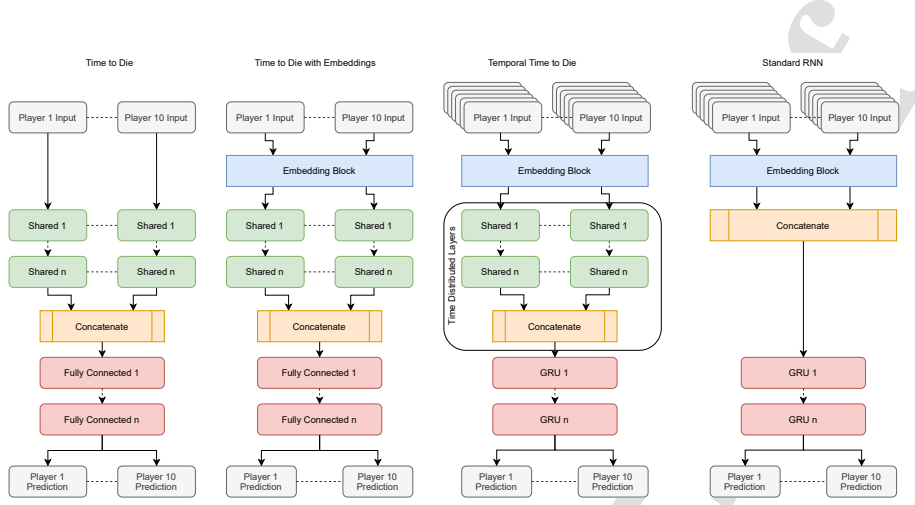 Time to Die
Time to Die with Embeddings
Temporal Time to Die
Standard RNN
Player 1 Input
Player 10 Input
Player 1 Input
Player 10 Input
Player 1 Input
Player 10 Input
Player 1 Input
Player 10 Input
Embedding Block
Embedding Block
Embedding Block
Shared 1
Shared 1
Shared 1
Shared 1
Shared 1
Shared 1
Concatenate
Time Distributed Layers
Shared n
Shared n
Shared n
Shared n
Shared n
Shared n
Concatenate
Concatenate
Concatenate
Fully Connected 1
Fully Connected 1
GRU 1
GRU 1
Fully Connected n
Fully Connected n
GRU n
GRU n
Player 1
Prediction
Player 10
Prediction
Player 1
Prediction
Player 10
Prediction
Player 1
Prediction
Player 10
Prediction
Player 1
Prediction
Player 10
Prediction